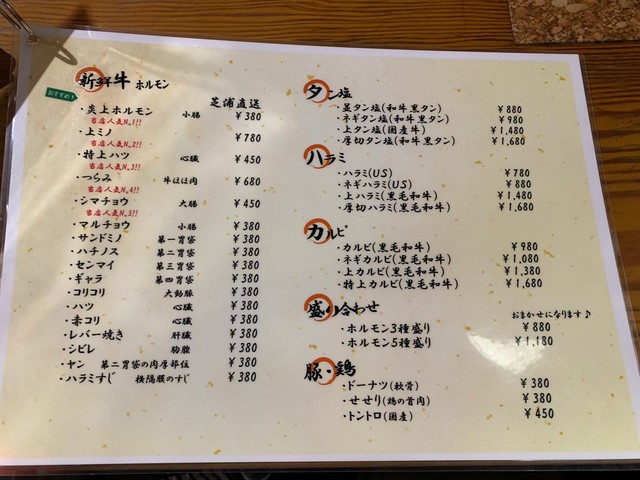 新鮮牛 ホルモン
おすすめ!
芝浦直送
・炎上ホルモン 小腸 ¥380
当店人気No.1!!
・上ミノ ¥780
当店人気No.2!!
・特上ハツ 心臓 ¥450
当店人気No.3!!
・つらみ 牛ほほ肉 ¥680
当店人気No.4!!
・シマチョウ 大腸 ¥450
当店人気No.5!!
・マルチョウ 小腸 ¥380
・サンドミノ 第一胃袋 ¥380
・ハチノス 第二胃袋 ¥380
・センマイ 第三胃袋 ¥380
・ギャラ 第四胃袋 ¥380
・コリコリ 大動脈 ¥380
・ハツ 心臓 ¥380
・赤コリ 心臓 ¥380
・レバー焼き 肝臓 ¥380
・シビレ 胸腺 ¥380
・ヤン 第二胃袋の肉厚部位 ¥380
・ハラミすじ 横隔膜のすじ ¥380
タン塩
・並タン塩(和牛黒タン) ¥880
・ネギタン塩(和牛黒タン) ¥980
・上タン塩(国産牛) ¥1,480
・厚切タン塩(和牛黒タン) ¥1,680
ハラミ
・ハラミ(US) ¥780
・ネギハラミ(US) ¥880
・上ハラミ(黒毛和牛) ¥1,480
・厚切ハラミ(黒毛和牛) ¥1,680
カルビ
・カルビ(黒毛和牛) ¥980
・ネギカルビ(黒毛和牛) ¥1,080
・上カルビ(黒毛和牛) ¥1,380
・特上カルビ(黒毛和牛) ¥1,680
盛り合わせ
おまかせになります♪
・ホルモン3種盛り ¥880
・ホルモン5種盛り ¥1,180
豚・鶏
・ドーナツ(軟骨) ¥380
・せせり(鶏の首肉) ¥380
・トントロ(国産) ¥450